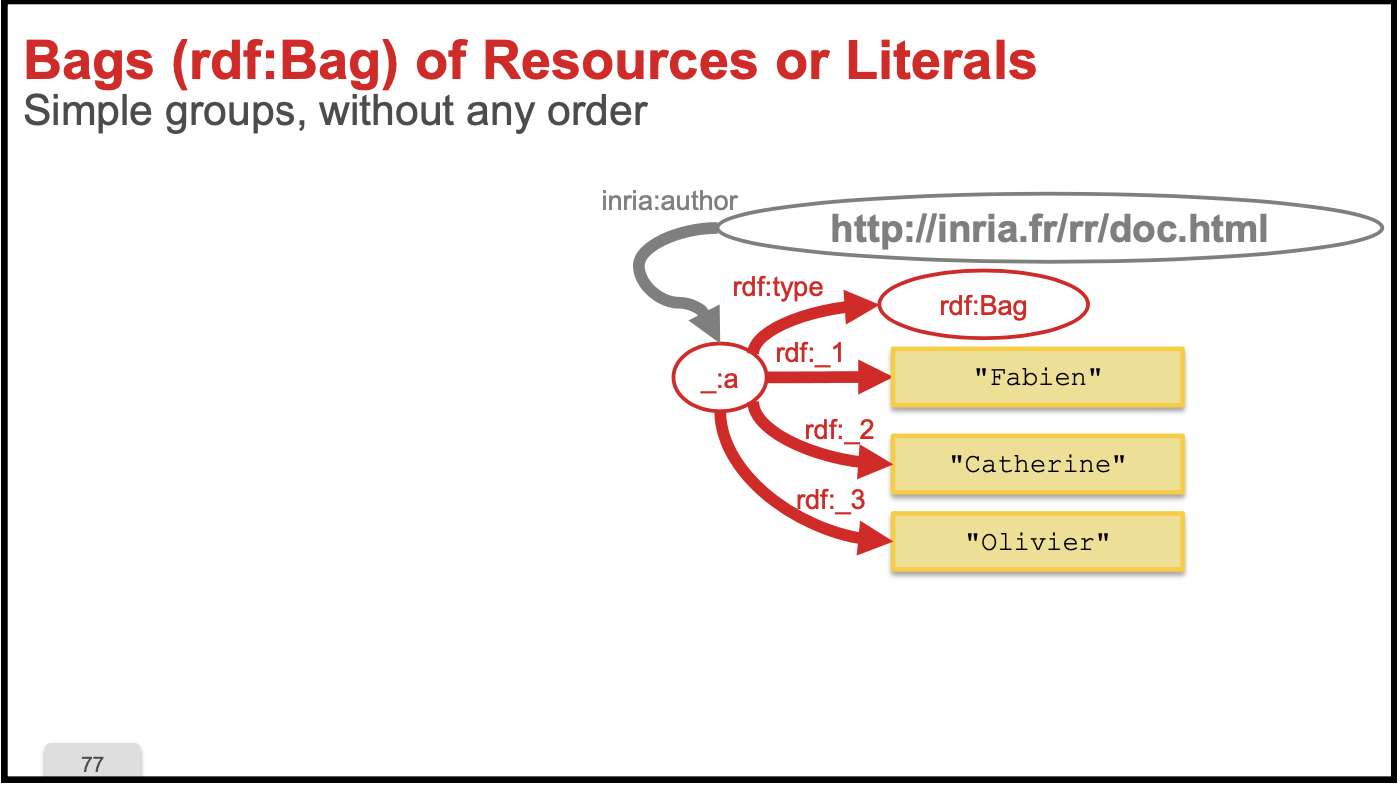 Bags (rdf:Bag) of Resources or Literals
Simple groups, without any order
inria:author
http://inria.fr/rr/doc.html
rdf:type
rdf:Bag
rdf:_1
_:a
"Fabien"
rdf:_2
"Catherine"
rdf:_3
"Olivier"
77